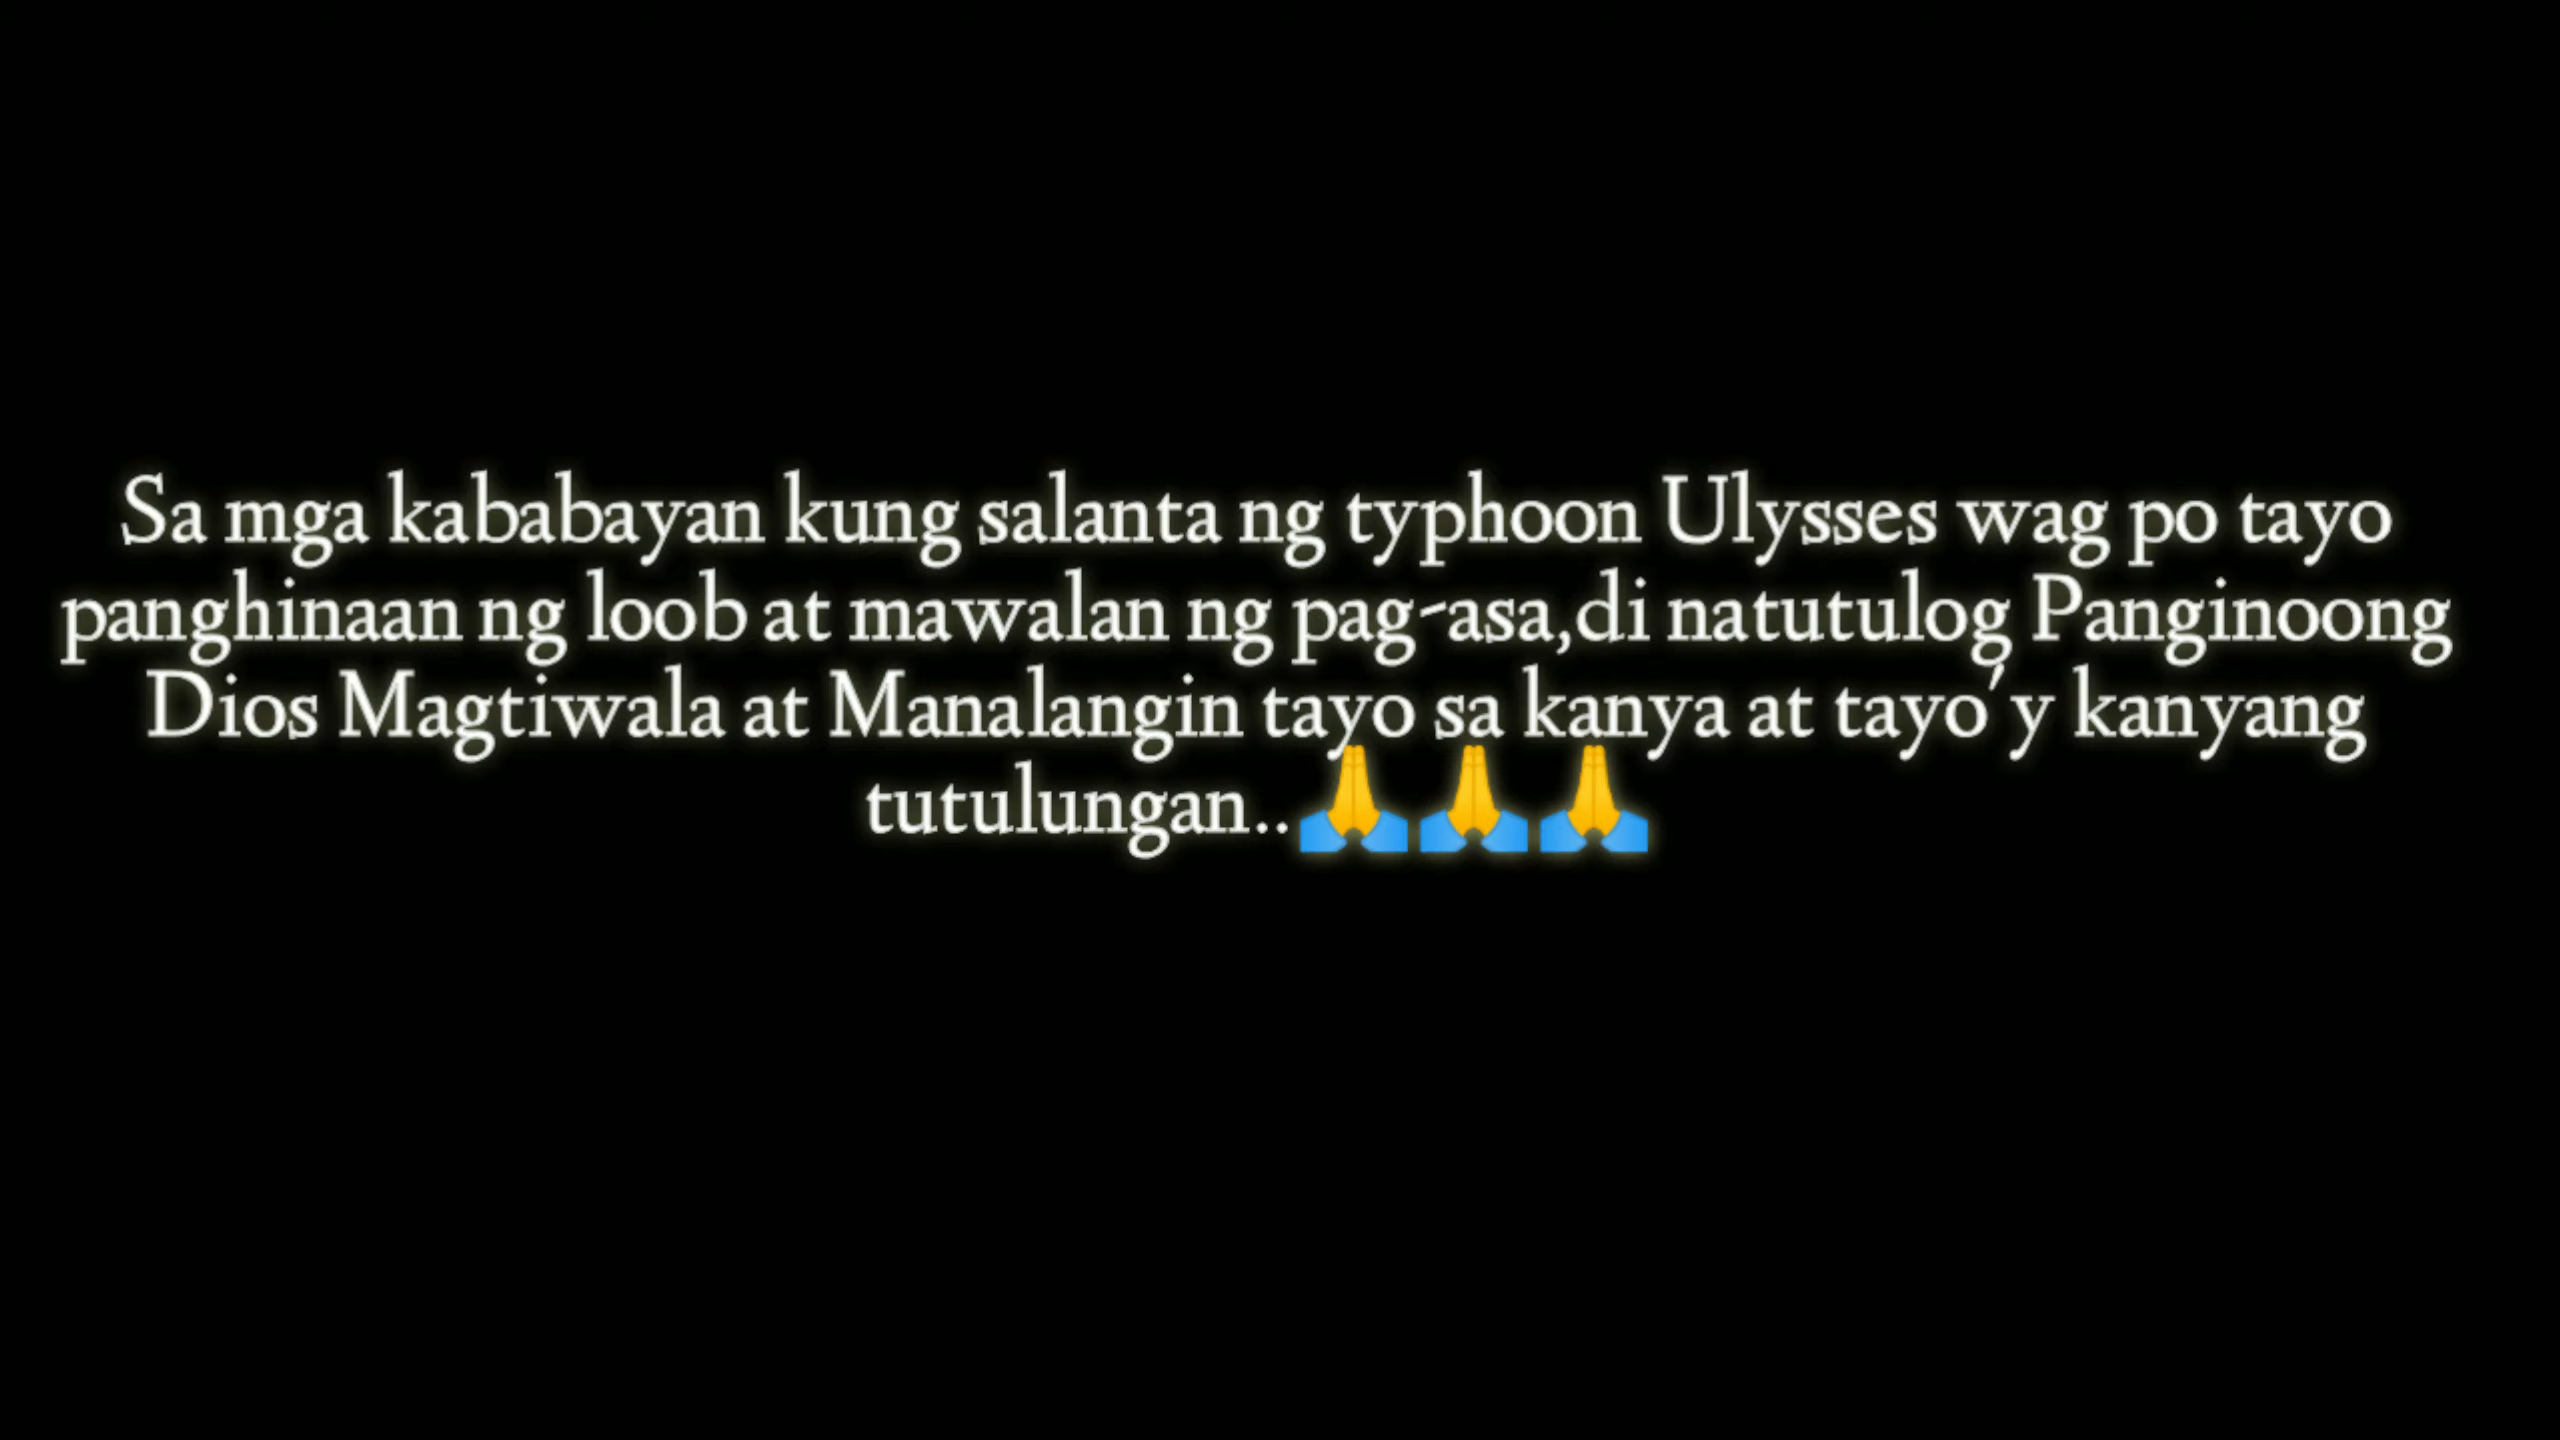 Sa mga kababayan kung salanta ng typhoon Ulysses wag po tayo
panghinaan ng loob at mawalan ng pag-asa,di natutulog Panginoong
Dios Magtiwala at Manalangin tayo sa kanya at tayo'y kanyang
tutulungan..🙏🙏🙏